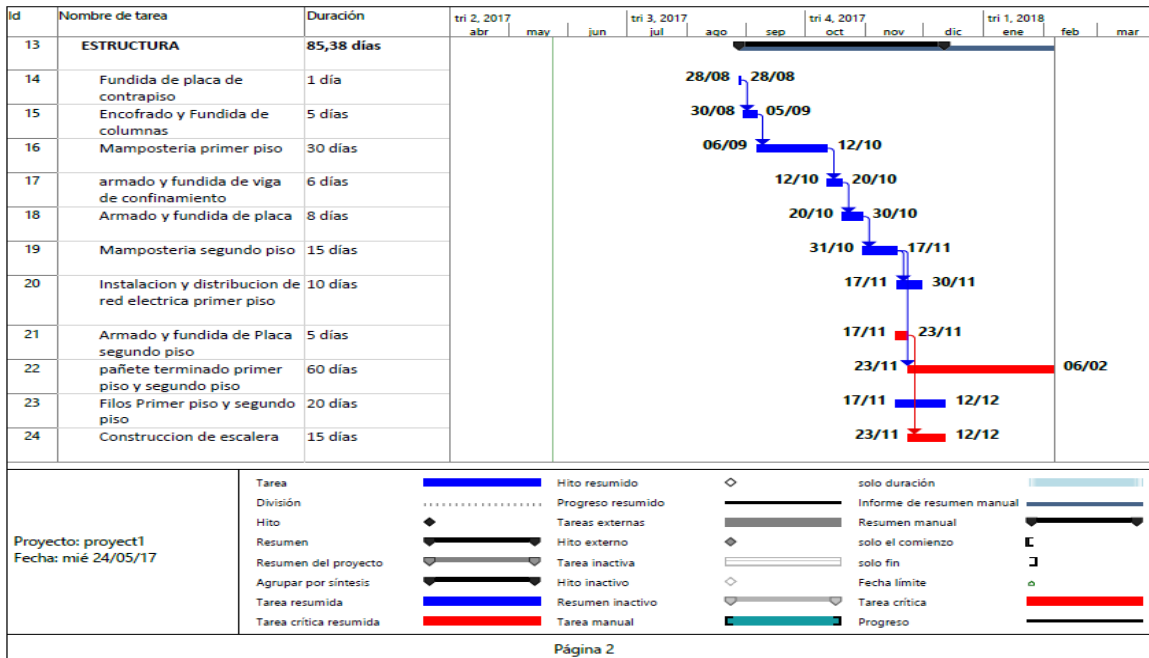 Id Nombre de tarea Duración tri 2, 2017 tri 3, 2017 tri 4, 2017 tri 1, 2018
abr may jun jul ago sep oct nov dic ene feb mar
13 ESTRUCTURA 85,38 días
14 Fundida de placa de 1 día 28/08 28/08
contrapiso
15 Encofrado y Fundida de 5 días 30/08 05/09
columnas
16 Mamposteria primer piso 30 días 06/09 12/10
17 armado y fundida de viga 6 días 12/10 20/10
de confinamiento
18 Armado y fundida de placa 8 días 20/10 30/10
19 Mamposteria segundo piso 15 días 31/10 17/11
20 Instalacion y distribucion de 10 días 17/11 30/11
red electrica primer piso
21 Armado y fundida de Placa 5 días 17/11 23/11
segundo piso
22 pañete terminado primer 60 días 23/11 06/02
piso y segundo piso
23 Filos Primer piso y segundo 20 días 17/11 12/12
piso
24 Construccion de escalera 15 días 23/11 12/12
Proyecto: proyect1
Fecha: mié 24/05/17
Tarea Hito resumido solo duración
División Progreso resumido Informe de resumen manual
Hito Tareas externas Resumen manual
Resumen Hito externo solo el comienzo
Resumen del proyecto Tarea inactiva solo fin
Agrupar por síntesis Hito inactivo Fecha límite
Tarea resumida Resumen inactivo Tarea crítica
Tarea crítica resumida Tarea manual Progreso
Página 2